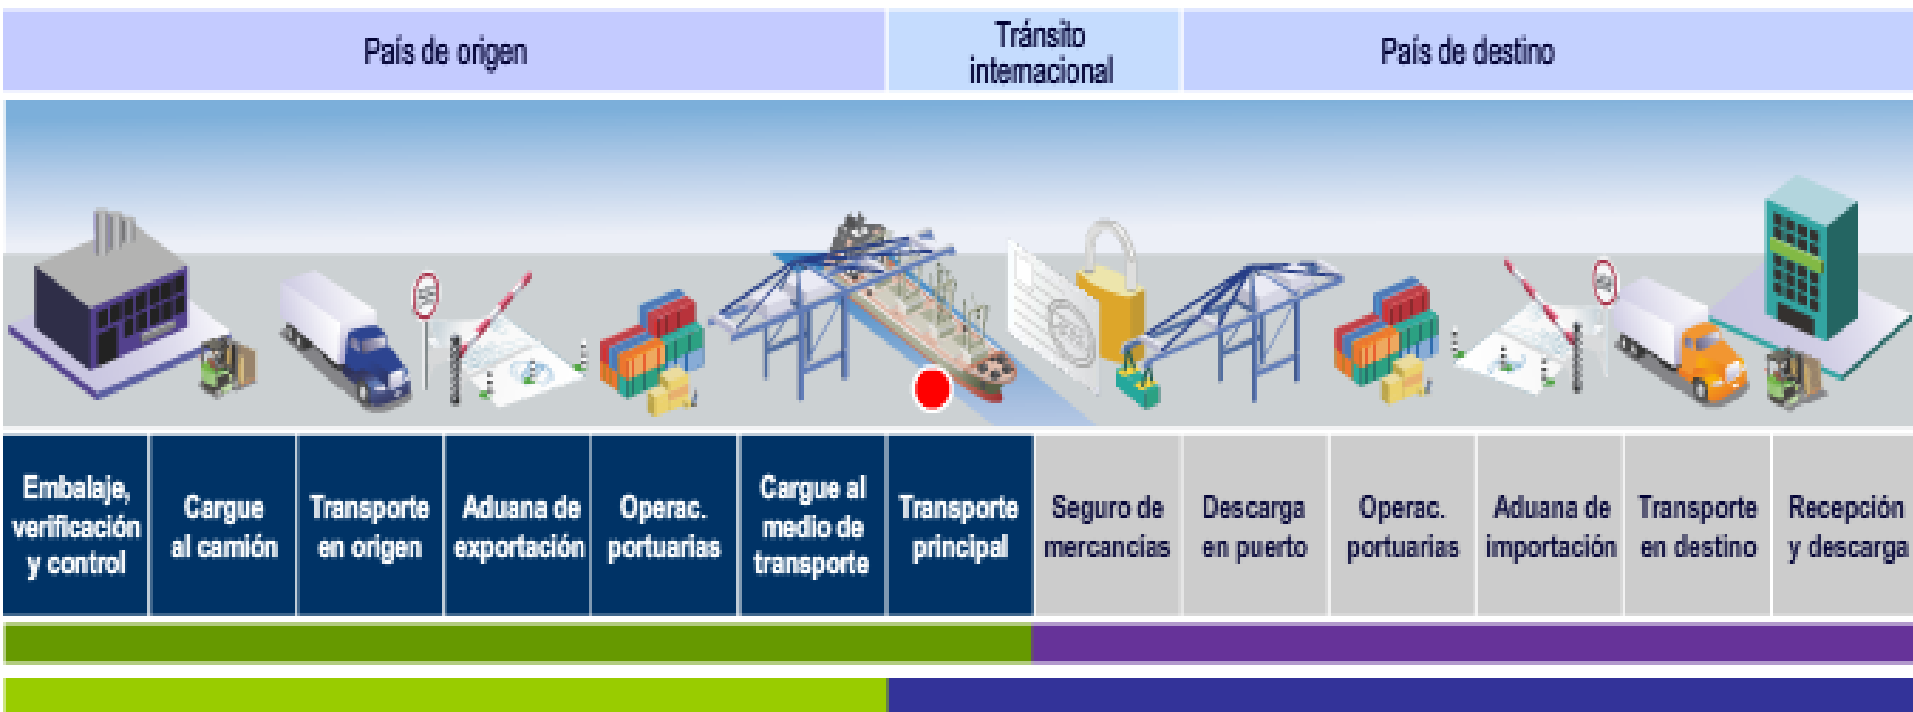 País de origen
Tránsito
internacional
País de destino
Embalaje,
verificación
y control
Cargue
al camión
Transporte
en origen
Aduana de
exportación
Operac.
portuarias
Cargue al
medio de
transporte
Transporte
principal
Seguro de
mercancías
Descarga
en puerto
Operac.
portuarias
Aduana de
importación
Transporte
en destino
Recepción
y descarga